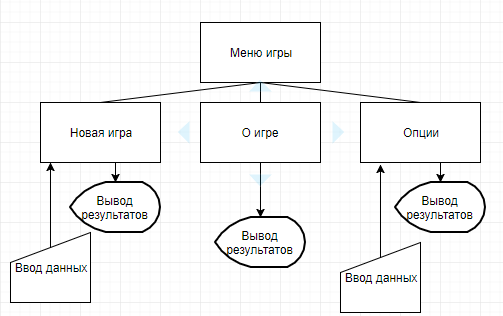 Меню игры
Новая игра
О игре
Опции
Вывод
результатов
Вывод
результатов
Вывод
результатов
Ввод данных
Ввод данных